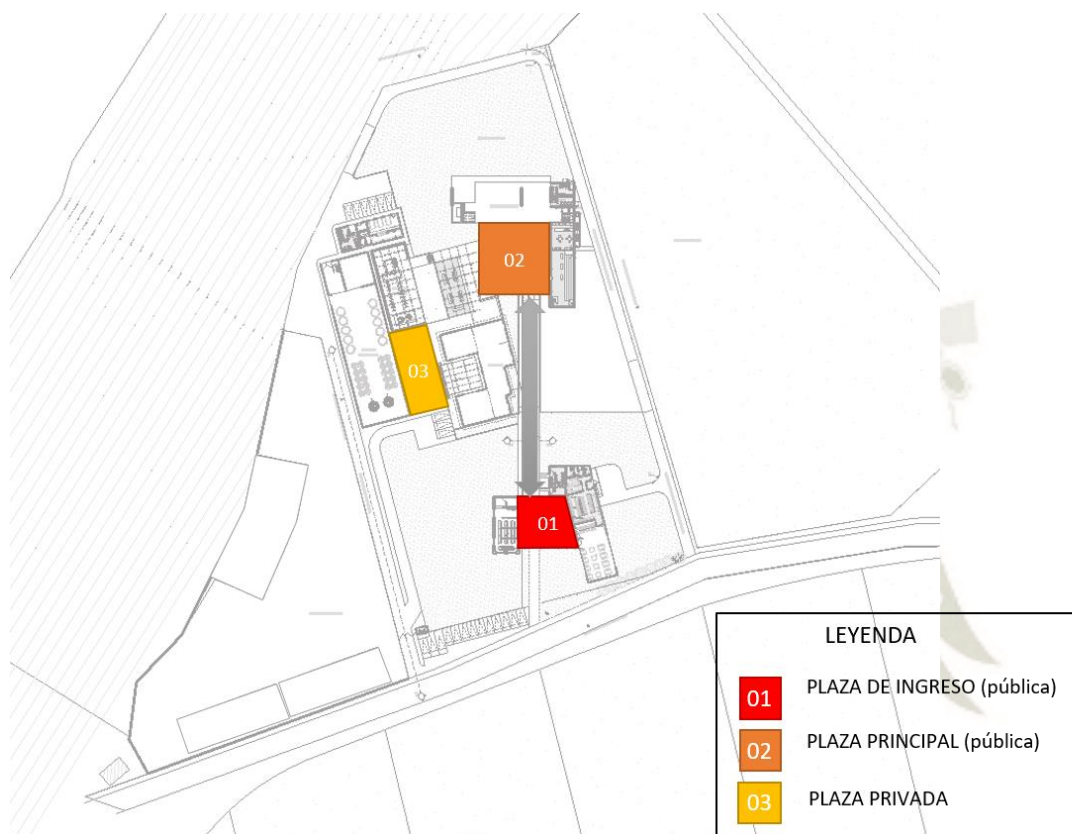 02
03
01
LEYENDA
01 PLAZA DE INGRESO (pública)
02 PLAZA PRINCIPAL (pública)
03 PLAZA PRIVADA